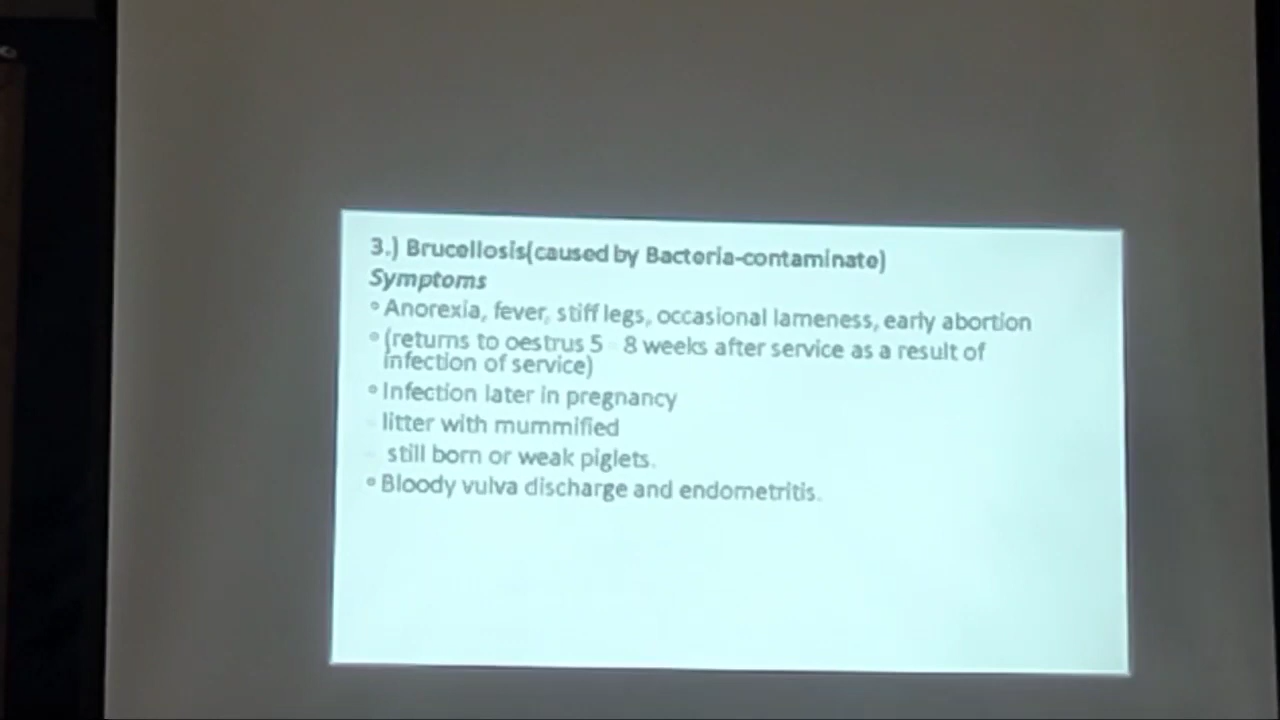 3.) Brucellosis(caused by Bacteria-contaminate)
Symptoms
Anorexia, fever, stiff legs, occasional lameness, early abortion
(returns to oestrus 5 - 8 weeks after service as a result of
infection of service)
Infection later in pregnancy
litter with mummified
still born or weak piglets.
Bloody vulva discharge and endometritis.